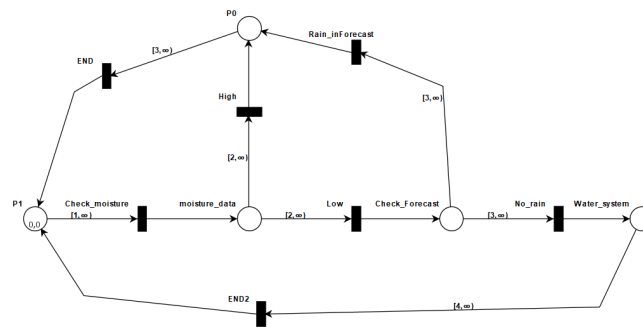 P0
Rain_inForecast
[3,∞)
END
[3,∞)
High
[2,∞)
P1
Check_moisture
moisture_data
Low
Check_Forecast
No_rain
Water_system
0,0
[1,∞)
[2,∞)
[3,∞)
END2
[4,∞)